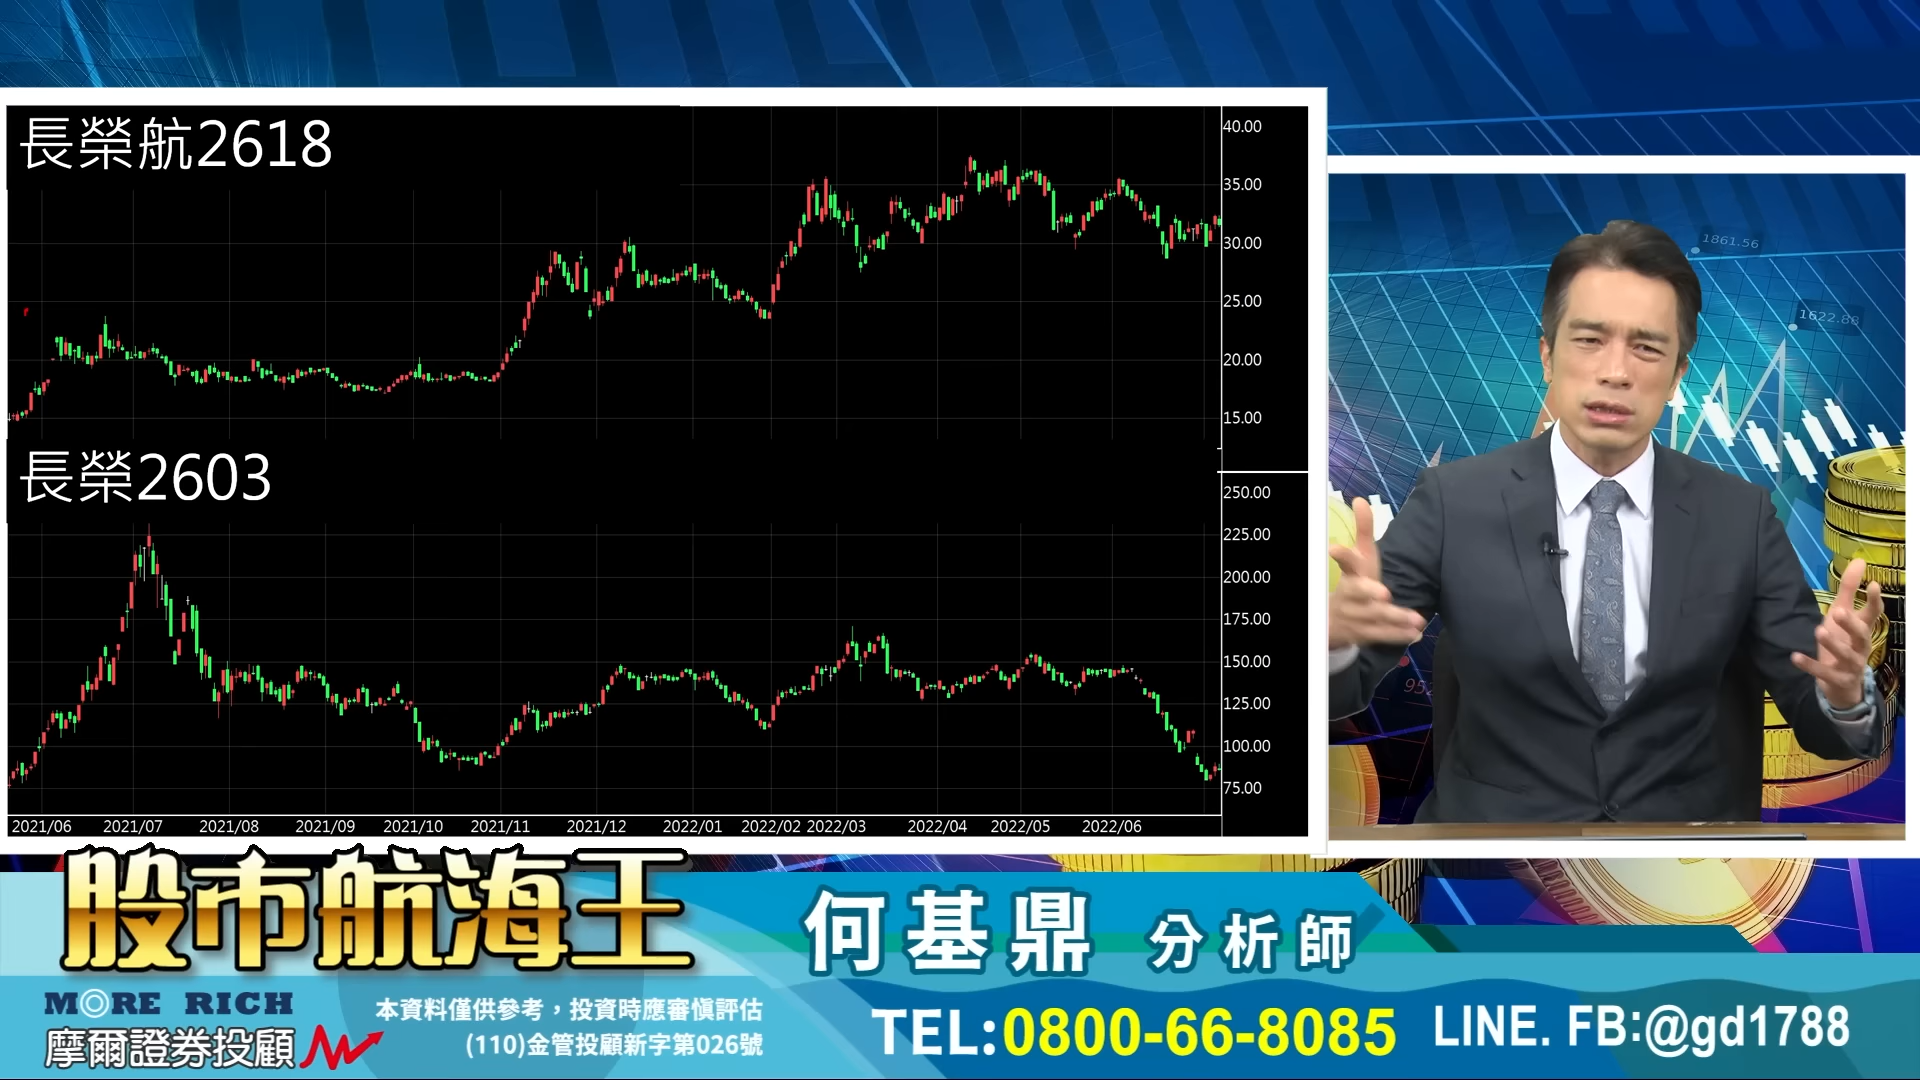 長榮航2618
40.00
35.00
30.00
25.00
20.00
15.00
長榮2603
250.00
225.00
200.00
175.00
150.00
125.00
100.00
75.00
2021/06 2021/07 2021/08 2021/09 2021/10 2021/11 2021/12 2022/01 2022/02 2022/03 2022/04 2022/05 2022/06
1861.56
1622.88
股市航海王
何基鼎 分析師
MORE RICH
摩爾證券投顧
本資料僅供參考，投資時應審慎評估
(110)金管投顧新字第026號
TEL:0800-66-8085
LINE. FB:@gd1788